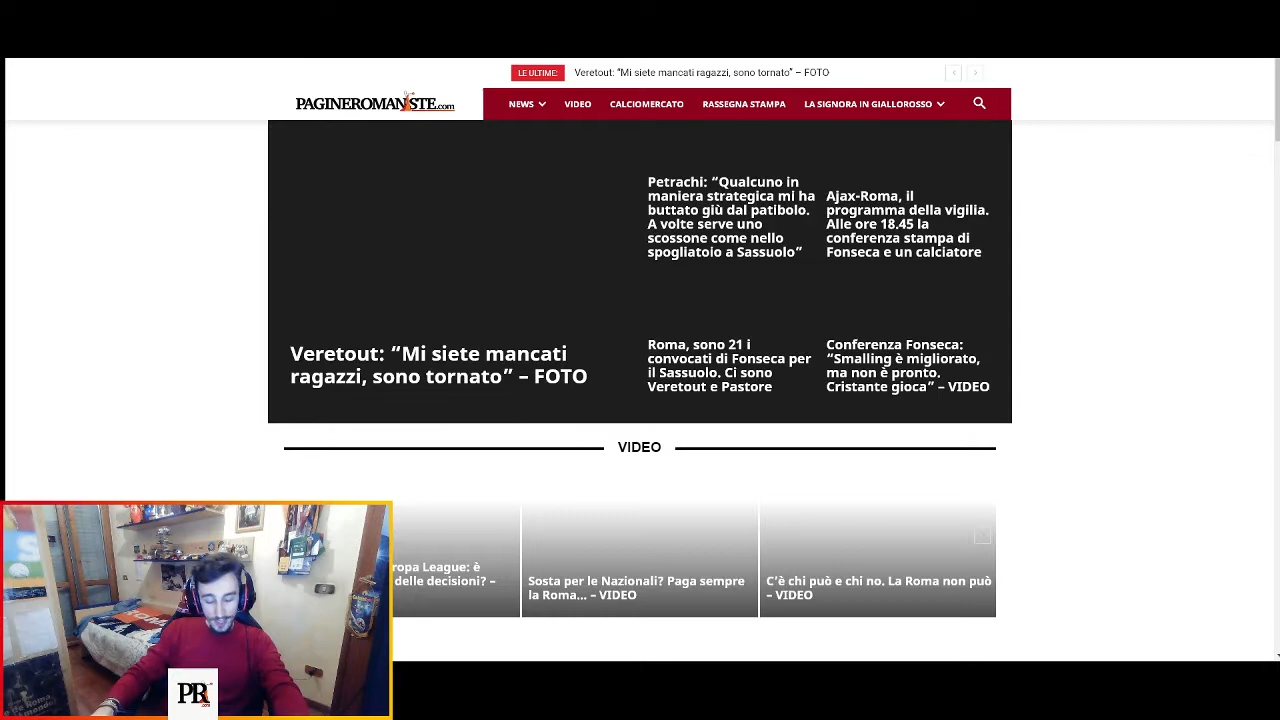 LE ULTIME:
Veretout: “Mi siete mancati ragazzi, sono tornato” – FOTO
PAGINEROMANISTE.com
NEWS
VIDEO
CALCIOMERCATO
RASSEGNA STAMPA
LA SIGNORA IN GIALLOROSSO
Petrachi: “Qualcuno in
maniera strategica mi ha
buttato giù dal patibolo.
A volte serve uno
scossone come nello
spogliatoio a Sassuolo”
Ajax-Roma, il
programma della vigilia.
Alle ore 18.45 la
conferenza stampa di
Fonseca e un calciatore
Veretout: “Mi siete mancati
ragazzi, sono tornato” – FOTO
Roma, sono 21 i
convocati di Fonseca per
il Sassuolo. Ci sono
Veretout e Pastore
Conferenza Fonseca:
“Smalling è migliorato,
ma non è pronto.
Cristante gioca” – VIDEO
VIDEO
ropa League: è
delle decisioni? –
Sosta per le Nazionali? Paga sempre
la Roma… – VIDEO
C’è chi può e chi no. La Roma non può
– VIDEO
PR
.com